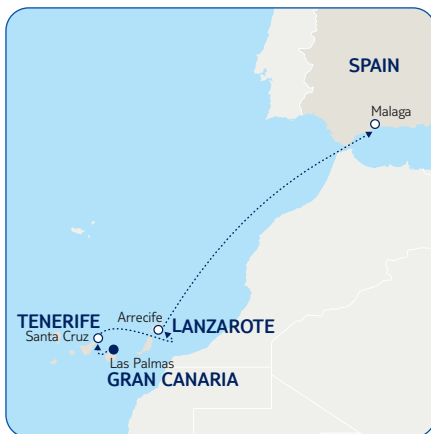 SPAIN
Malaga
Arrecife
LANZAROTE
TENERIFE
Santa Cruz
Las Palmas
GRAN CANARIA